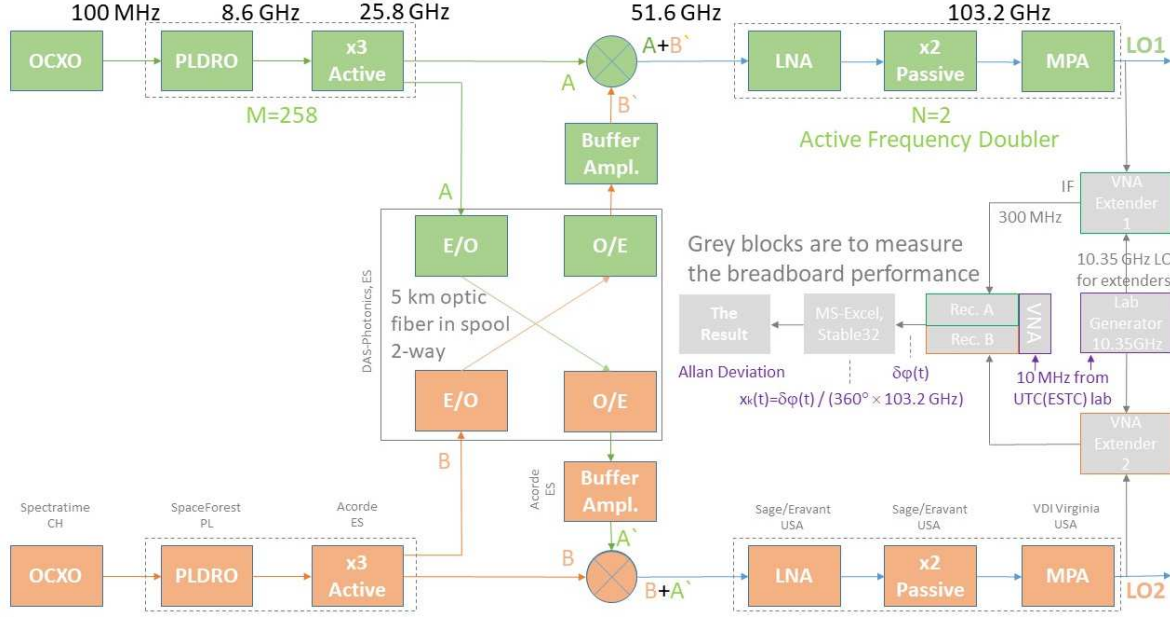 100 MHz
8.6 GHz
25.8 GHz
51.6 GHz
103.2 GHz
OCXO
PLDRO
x3
Active
A
A+B`
LNA
x2
Passive
MPA
LO1
B`
M=258
N=2
Active Frequency Doubler
Buffer
Ampl.
A
IF
VNA
Extender
1
300 MHz
E/O
O/E
Grey blocks are to measure
the breadboard performance
10.35 GHz LO
for extenders
DAS-Photonics, ES
5 km optic
fiber in spool
2-way
The
Result
MS-Excel,
Stable32
Rec. A
Rec. B
VNA
Lab
Generator
10.35GHz
Allan Deviation
δφ(t)
xₖ(t)=δφ(t) / (360° × 103.2 GHz)
10 MHz from
UTC(ESTC) lab
E/O
O/E
VNA
Extender
2
B
Acorde
ES
Buffer
Ampl.
Spectratime
CH
SpaceForest
PL
Acorde
ES
Sage/Eravant
USA
Sage/Eravant
USA
VDI Virginia
USA
A`
OCXO
PLDRO
x3
Active
B
B+A`
LNA
x2
Passive
MPA
LO2